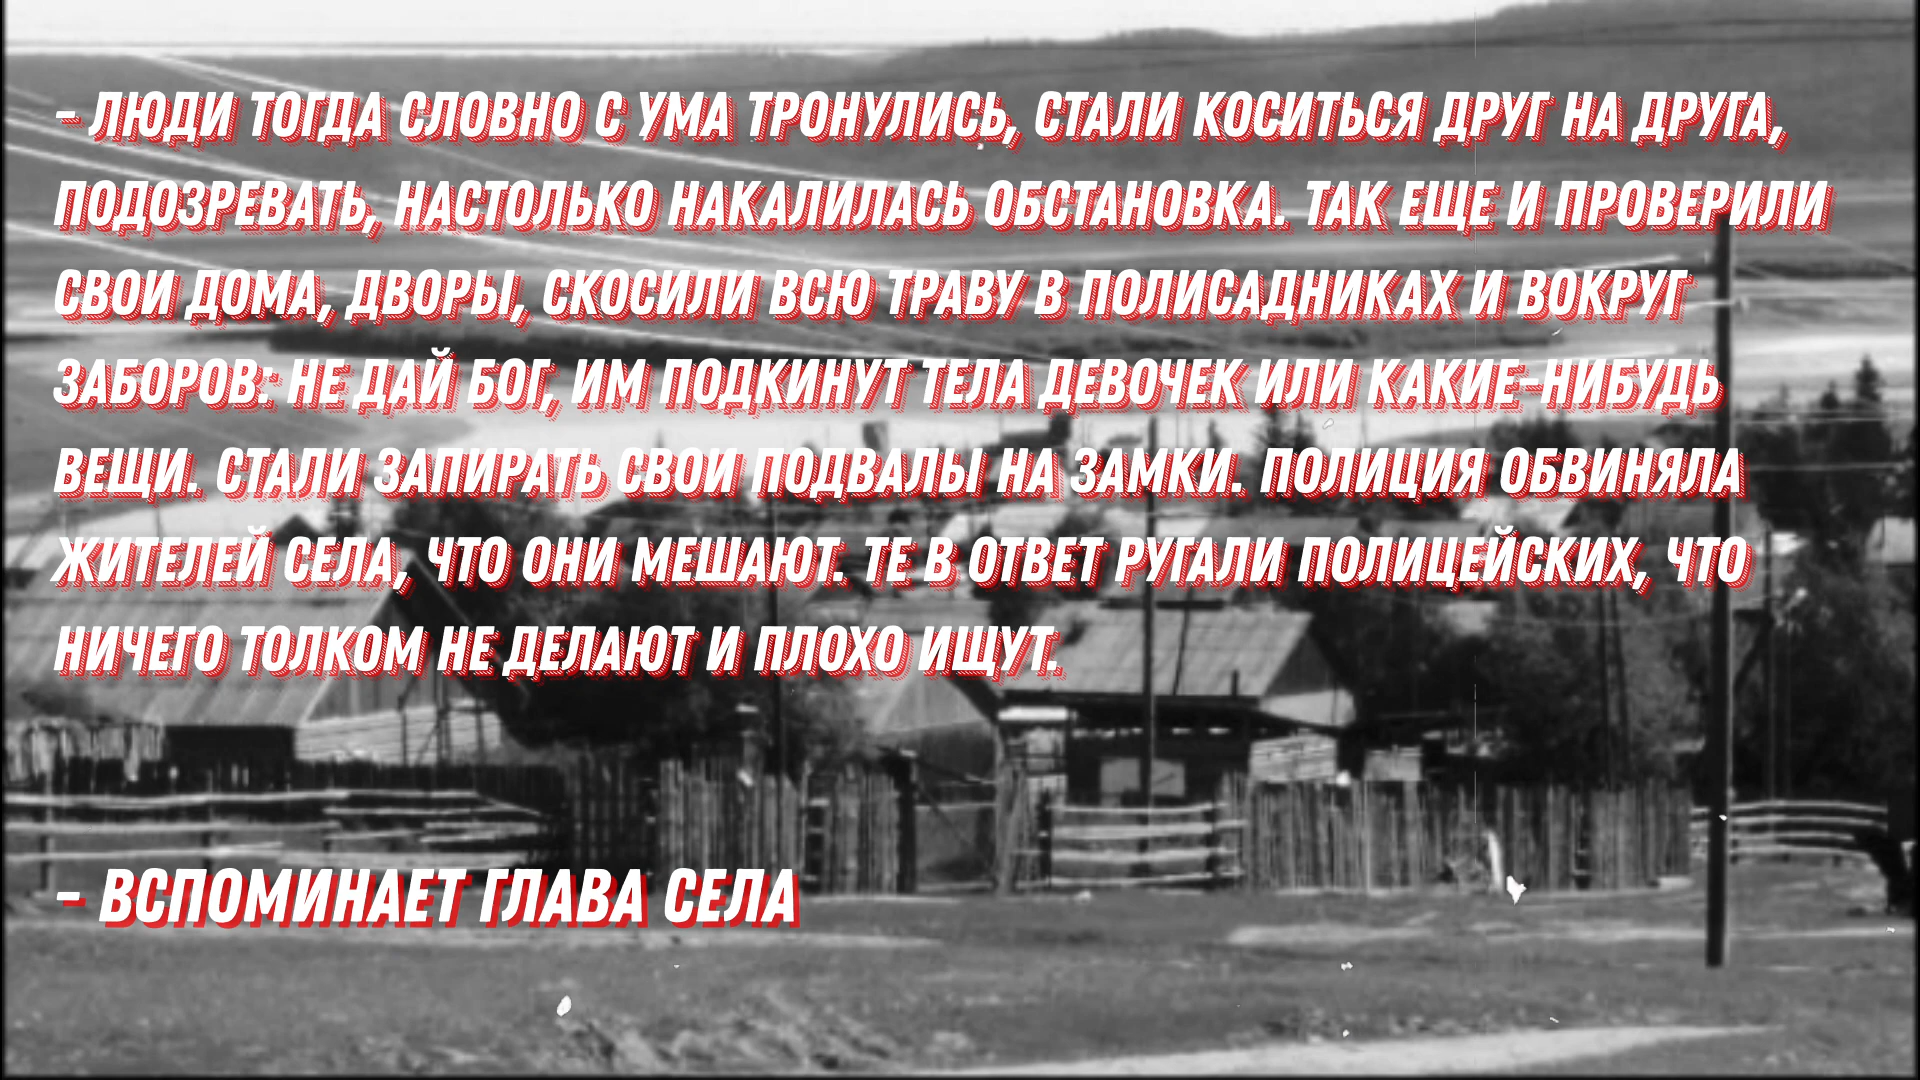 - ЛЮДИ ТОГДА СЛОВНО С УМА ТРОНУЛИСЬ, СТАЛИ КОСИТЬСЯ ДРУГ НА ДРУГА,
ПОДОЗРЕВАТЬ, НАСТОЛЬКО НАКАЛИЛАСЬ ОБСТАНОВКА. ТАК ЕЩЕ И ПРОВЕРИЛИ
СВОИ ДОМА, ДВОРЫ, СКОСИЛИ ВСЮ ТРАВУ В ПОЛИСАДНИКАХ И ВОКРУГ
ЗАБОРОВ: НЕ ДАЙ БОГ, ИМ ПОДКИНУТ ТЕЛА ДЕВОЧЕК ИЛИ КАКИЕ-НИБУДЬ
ВЕЩИ. СТАЛИ ЗАПИРАТЬ СВОИ ПОДВАЛЫ НА ЗАМКИ. ПОЛИЦИЯ ОБВИНЯЛА
ЖИТЕЛЕЙ СЕЛА, ЧТО ОНИ МЕШАЮТ. ТЕ В ОТВЕТ РУГАЛИ ПОЛИЦЕЙСКИХ, ЧТО
НИЧЕГО ТОЛКОМ НЕ ДЕЛАЮТ И ПЛОХО ИЩУТ.
- ВСПОМИНАЕТ ГЛАВА СЕЛА